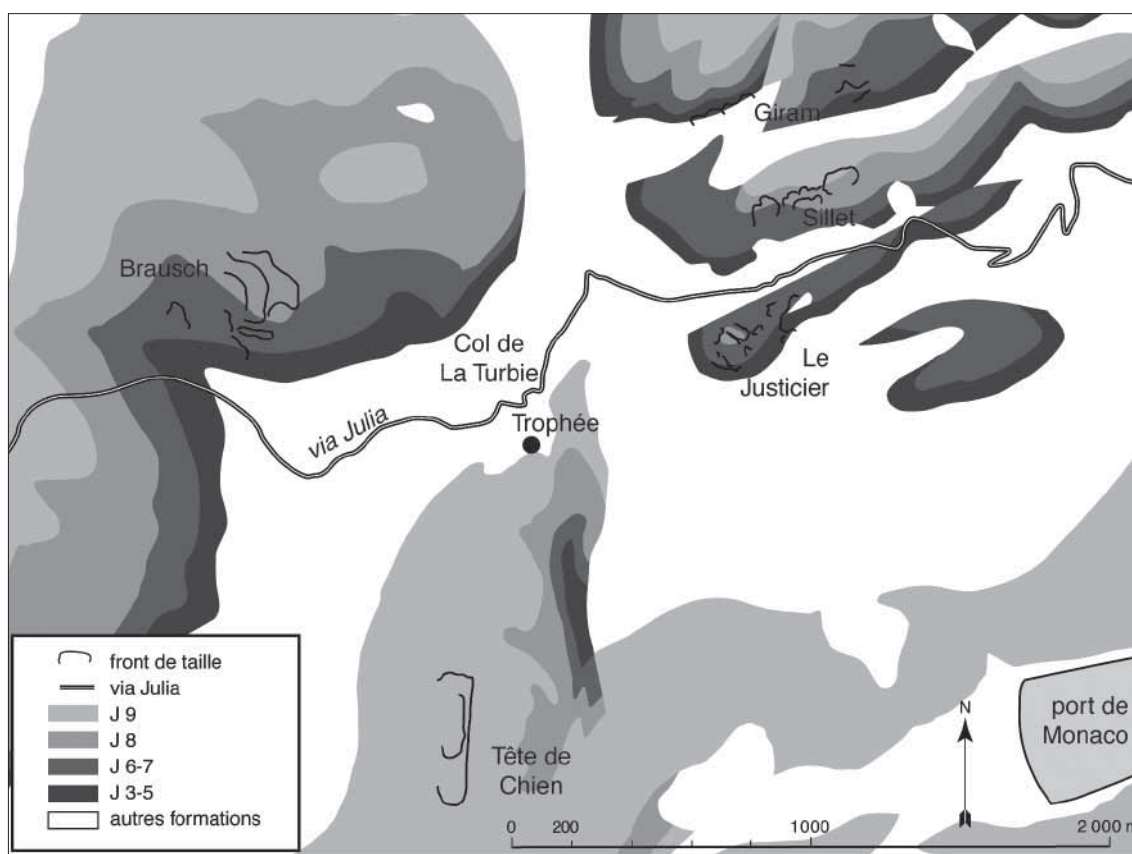 Giram
Sillet
Brausch
Col de
La Turbie
Le
Justicier
via Julia
Trophée
front de taille
via Julia
J 9
J 8
J 6-7
J 3-5
autres formations
Tête de
Chien
N
port de
Monaco
0 200 1000 2 000 m